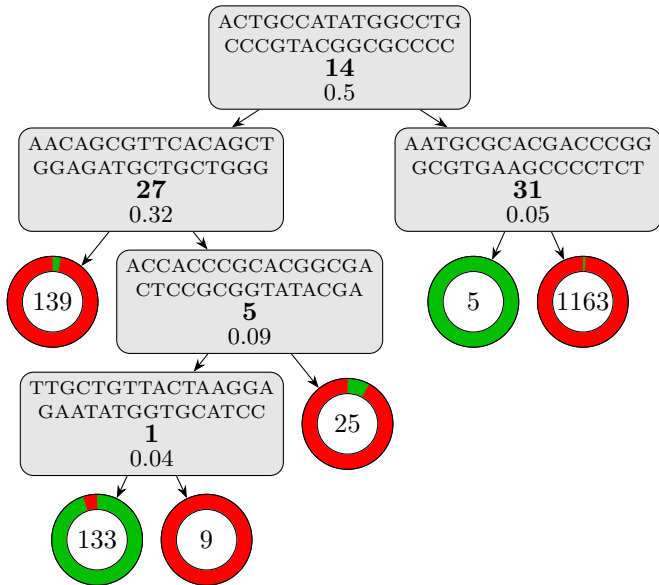 ACTGCCATATGGCCTG
CCCGTACGGCGCCCC
14
0.5
AACAGCGTTCACAGCT
GGAGATGCTGCTGGG
27
0.32
AATGCGCACGACCCGG
GCGTGAAGCCCCTCT
31
0.05
139
ACCACCCGCACGGCGA
CTCCGCGGTATACGA
5
0.09
5
1163
TTGCTGTTACTAAGGA
GAATATGGTGCATCC
1
0.04
25
133
9